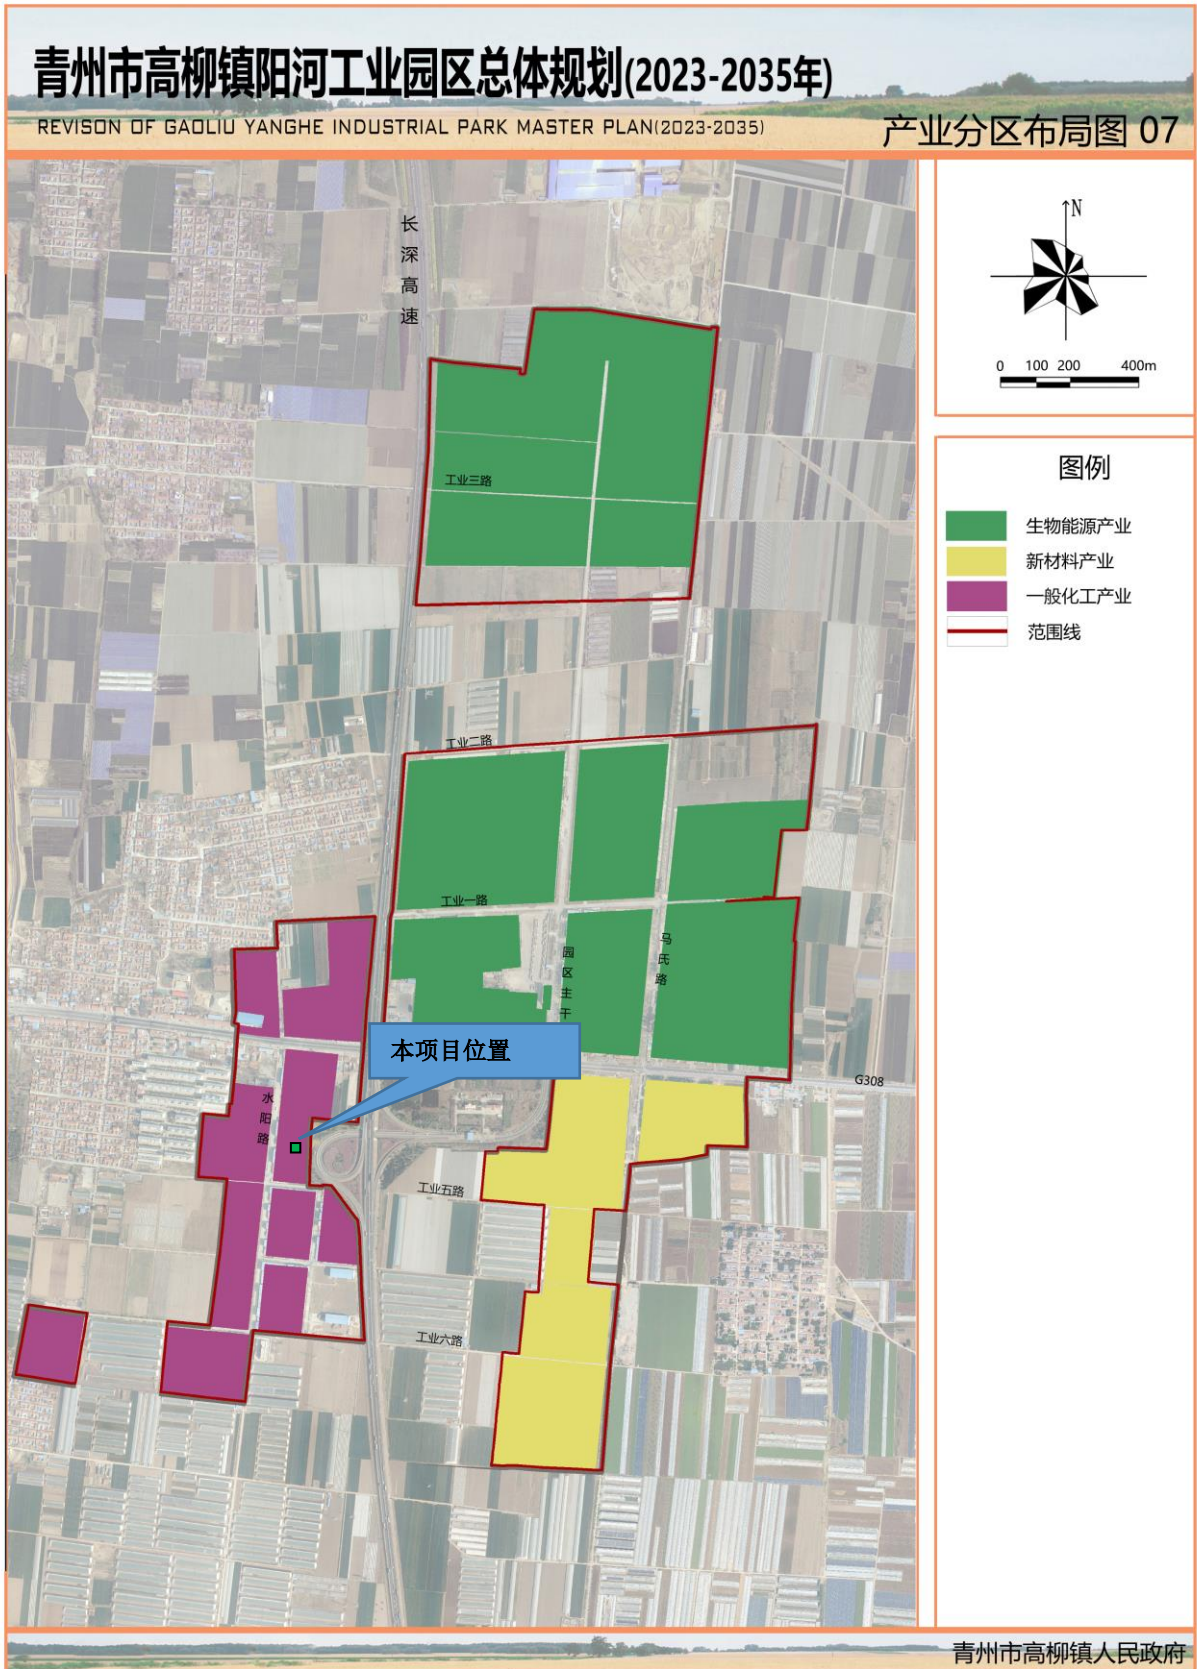 青州市高柳镇阳河工业园区总体规划(2023-2035年)
REVISON OF GAOLIU YANGHE INDUSTRIAL PARK MASTER PLAN(2023-2035)
产业分区布局图 07
长深高速
N
0 100 200 400m
图例
生物能源产业
新材料产业
一般化工产业
范围线
工业三路
工业二路
工业一路
园区主干
马氏路
本项目位置
G308
水阳路
工业五路
工业六路
青州市高柳镇人民政府